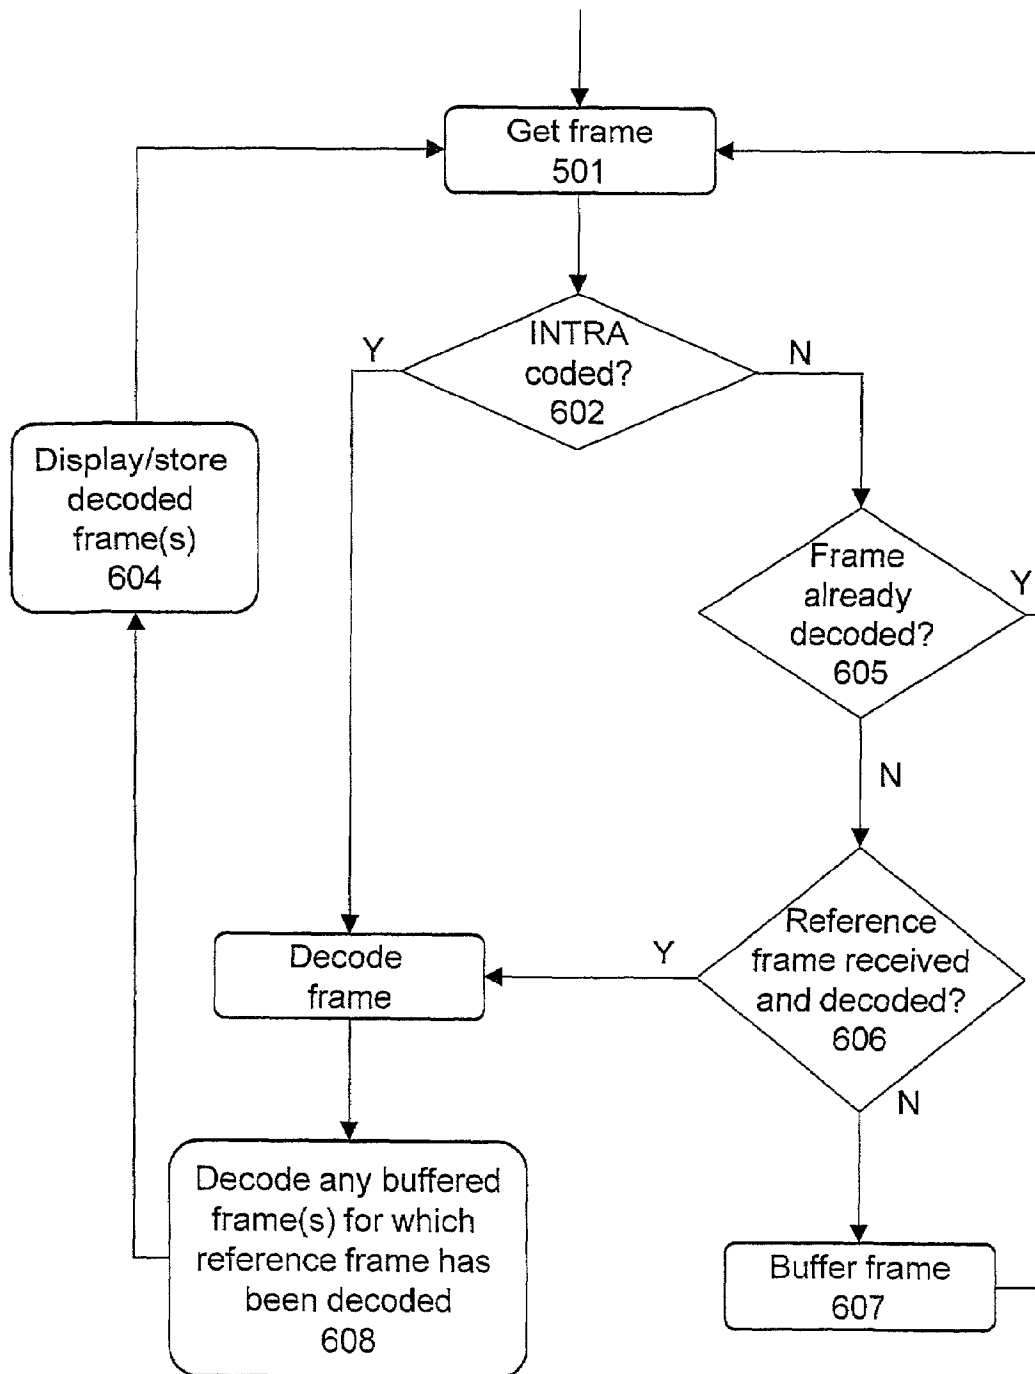 Get frame
501
INTRA
coded?
602
Y
N
Display/store
decoded
frame(s)
604
Frame
already
decoded?
605
Y
N
Decode
frame
Y
Reference
frame received
and decoded?
606
N
Decode any buffered
frame(s) for which
reference frame has
been decoded
608
Buffer frame
607